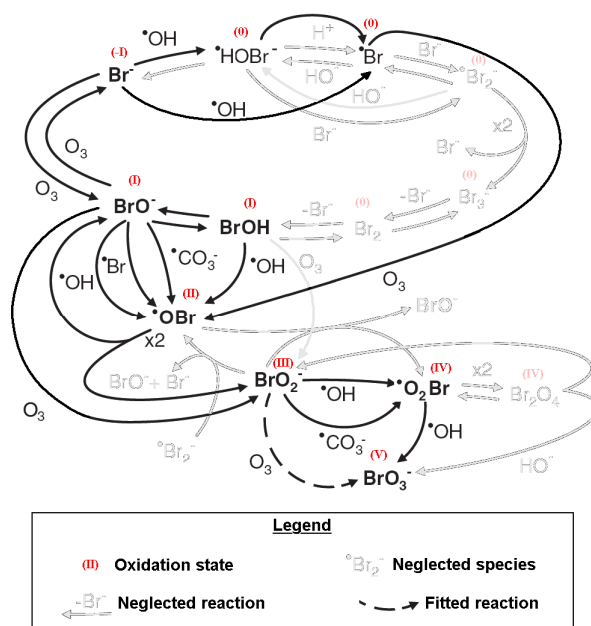 •OH (-I) (0) H⁺ (0)
Br⁻ •HOBr⁻ •Br Br⁻ (0)
HO⁻ •Br₂⁻
•OH HO⁻
Br⁻ x2
O₃ Br⁻
O₃ (I) (I) (0) (0)
BrO⁻ BrOH -Br⁻ Br₂ -Br⁻ Br₃⁻
•CO₃⁻ O₃
•OH •Br •OH
(II) O₃
•OBr BrO⁻
x2
(III) (IV) x2 (IV)
BrO⁻ + Br⁻ BrO₂⁻ •O₂Br Br₂O₄
•OH
O₃ •CO₃⁻ •OH
•Br₂⁻ O₃ (V) HO⁻
BrO₃⁻
Legend
(II) Oxidation state •Br₂⁻ Neglected species
-Br⁻ Neglected reaction Fitted reaction